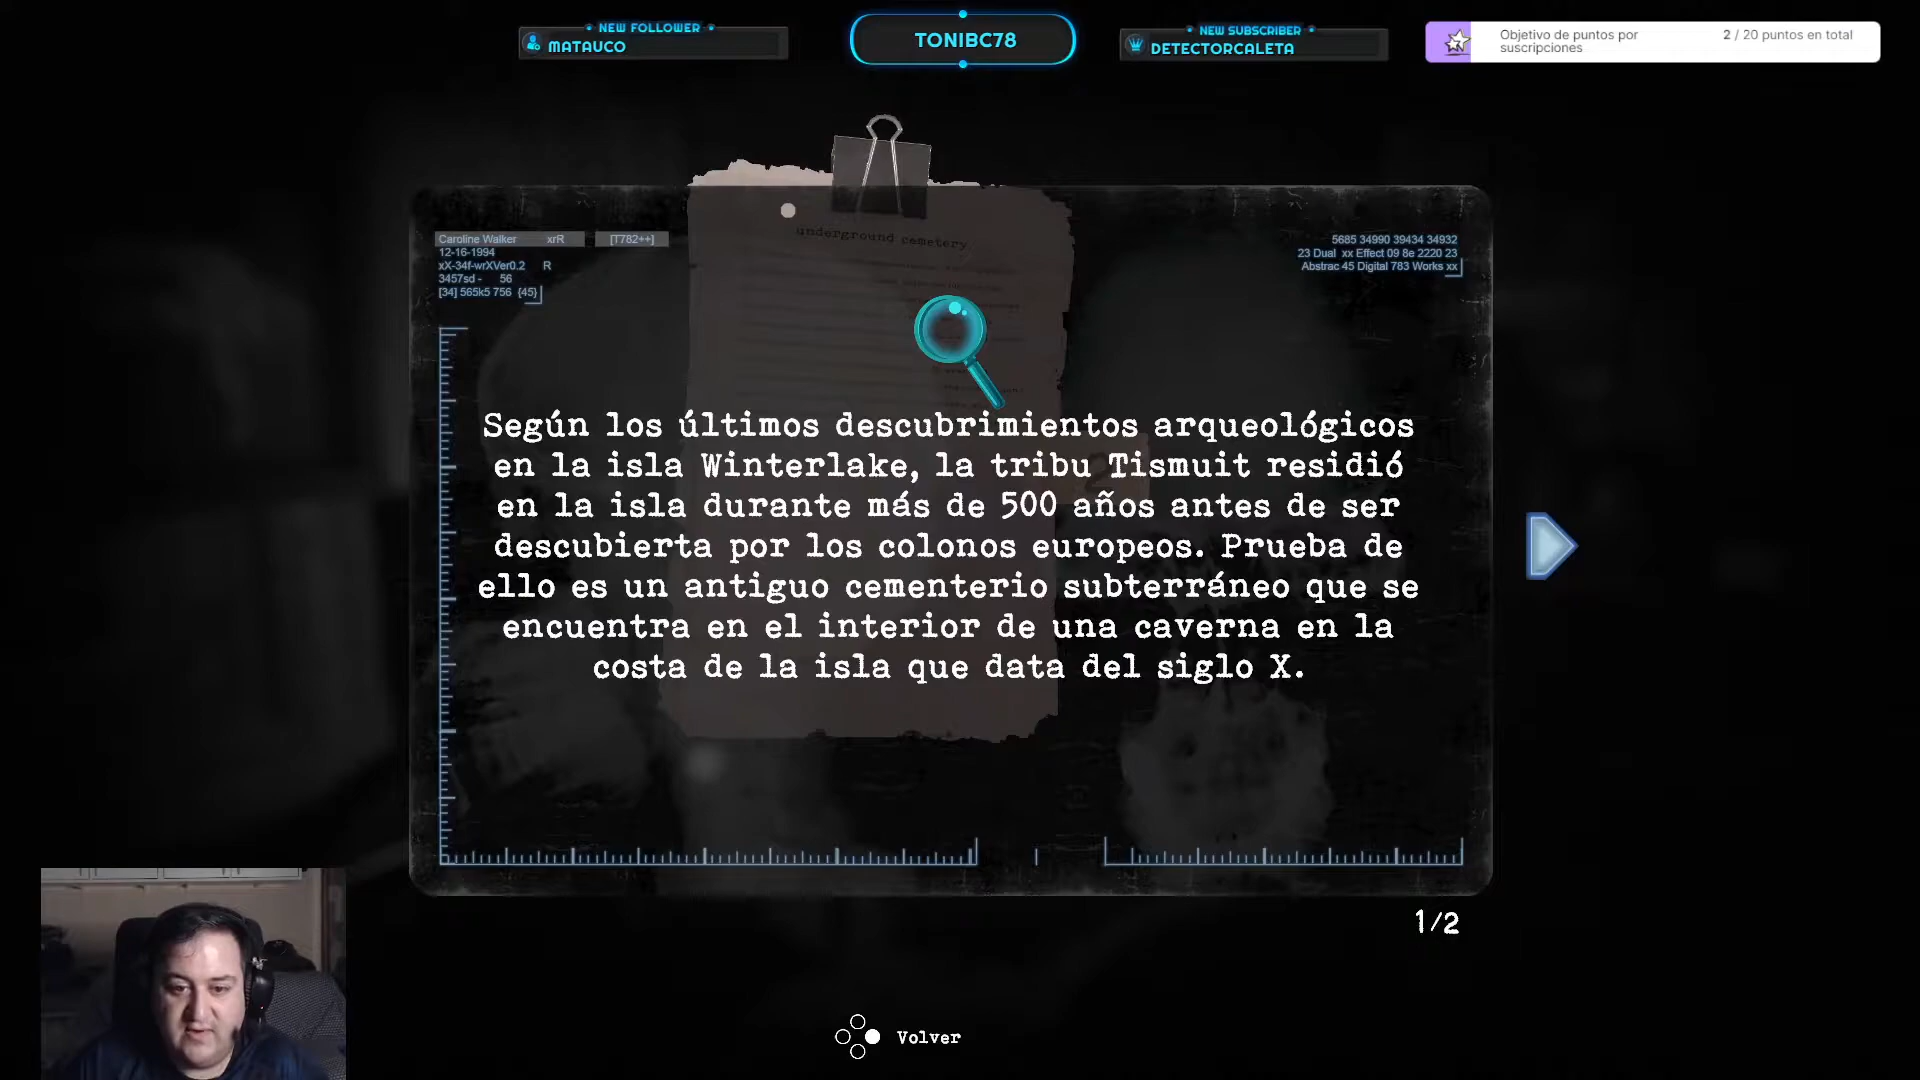 NEW FOLLOWER
MATAUCO
TONIBC78
NEW SUBSCRIBER
DETECTORCALETA
Objetivo de puntos por
suscripciones
2 / 20 puntos en total
underground cemetery
Caroline Walker xrR [T782++]
12-16-1994
xX-34f-wrXVer0.2 R
3457sd - 56
[34] 565k5 756 {45}
5685 34990 39434 34932
23 Dual xx Effect 09 8e 2220 23
Abstrac 45 Digital 783 Works xx
Según los últimos descubrimientos arqueológicos
en la isla Winterlake, la tribu Tismuit residió
en la isla durante más de 500 años antes de ser
descubierta por los colonos europeos. Prueba de
ello es un antiguo cementerio subterráneo que se
encuentra en el interior de una caverna en la
costa de la isla que data del siglo X.
1/2
Volver